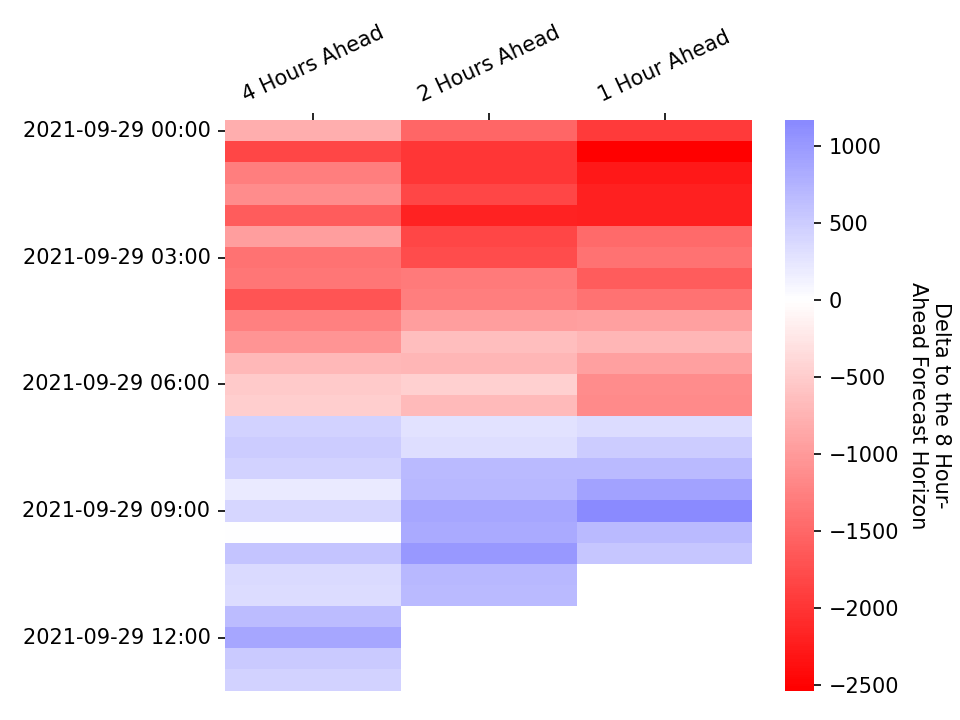 4 Hours Ahead
2 Hours Ahead
1 Hour Ahead
2021-09-29 00:00
2021-09-29 03:00
2021-09-29 06:00
2021-09-29 09:00
2021-09-29 12:00
1000
500
0
−500
−1000
−1500
−2000
−2500
Delta to the 8 Hour-
Ahead Forecast Horizon